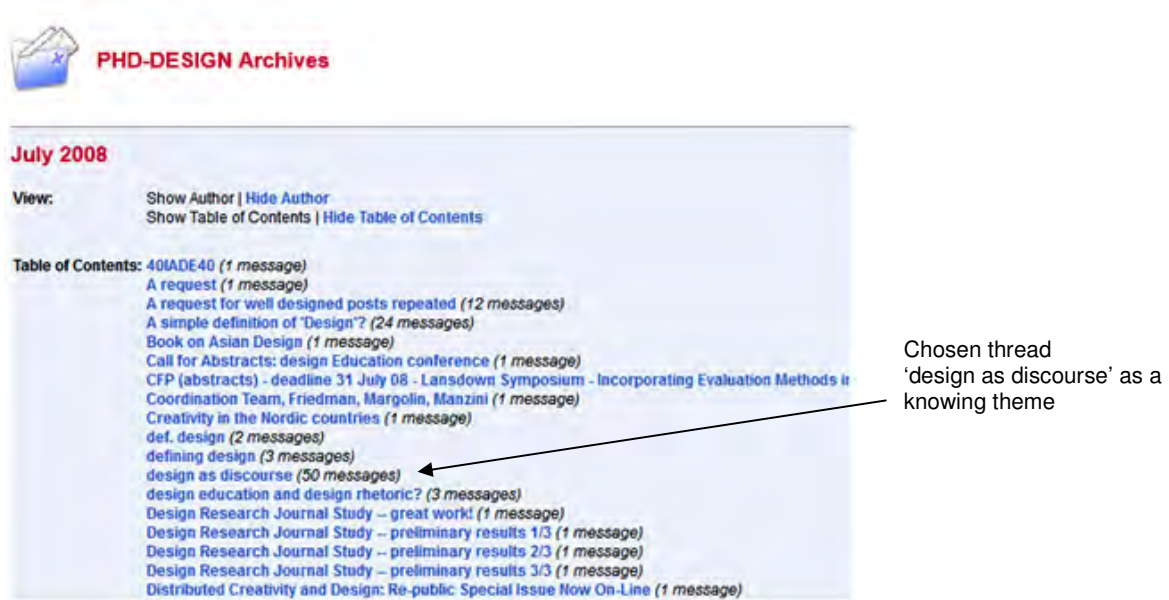 PHD-DESIGN Archives
July 2008
View: Show Author | Hide Author
Show Table of Contents | Hide Table of Contents
Table of Contents: 40IADE40 (1 message)
A request (1 message)
A request for well designed posts repeated (12 messages)
A simple definition of 'Design'? (24 messages)
Book on Asian Design (1 message)
Call for Abstracts: design Education conference (1 message)
CFP (abstracts) - deadline 31 July 08 - Lansdown Symposium - Incorporating Evaluation Methods i
Coordination Team, Friedman, Margolin, Manzini (1 message)
Creativity in the Nordic countries (1 message)
def. design (2 messages)
defining design (3 messages)
design as discourse (50 messages)
design education and design rhetoric? (3 messages)
Design Research Journal Study -- great work! (1 message)
Design Research Journal Study -- preliminary results 1/3 (1 message)
Design Research Journal Study -- preliminary results 2/3 (1 message)
Design Research Journal Study -- preliminary results 3/3 (1 message)
Distributed Creativity and Design: Re-public Special Issue Now On-Line (1 message)
Chosen thread
‘design as discourse’ as a
knowing theme